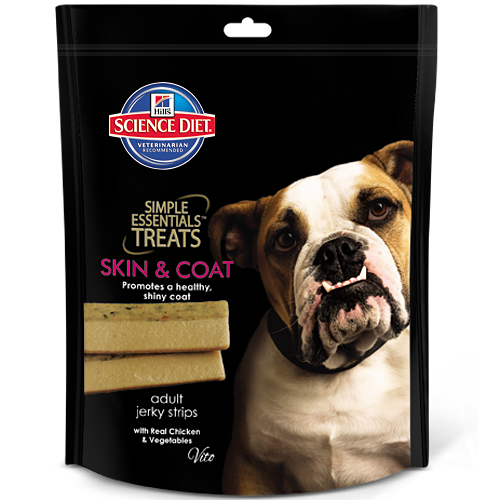 Hill's
SCIENCE DIET®
VETERINARIAN
RECOMMENDED
SIMPLE
ESSENTIALS™
TREATS
SKIN & COAT
Promotes a healthy,
shiny coat
adult
jerky strips
with Real Chicken
& Vegetables
Vito